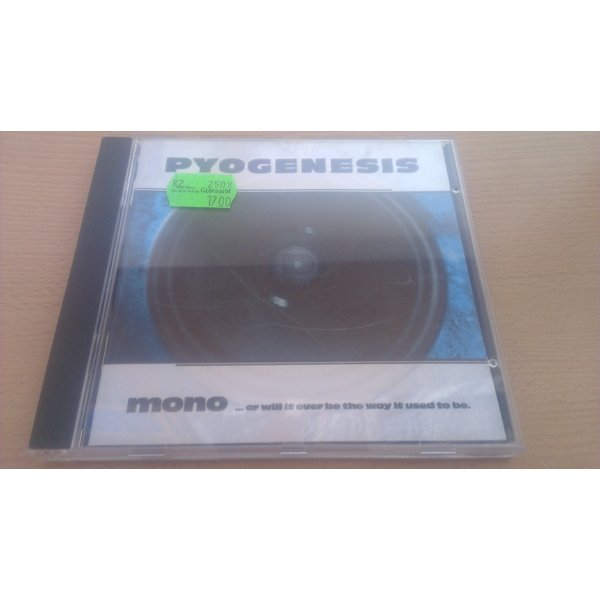 PYOGENESIS
Gebraucht
17.00
mono ... or will it ever be the way it used to be.